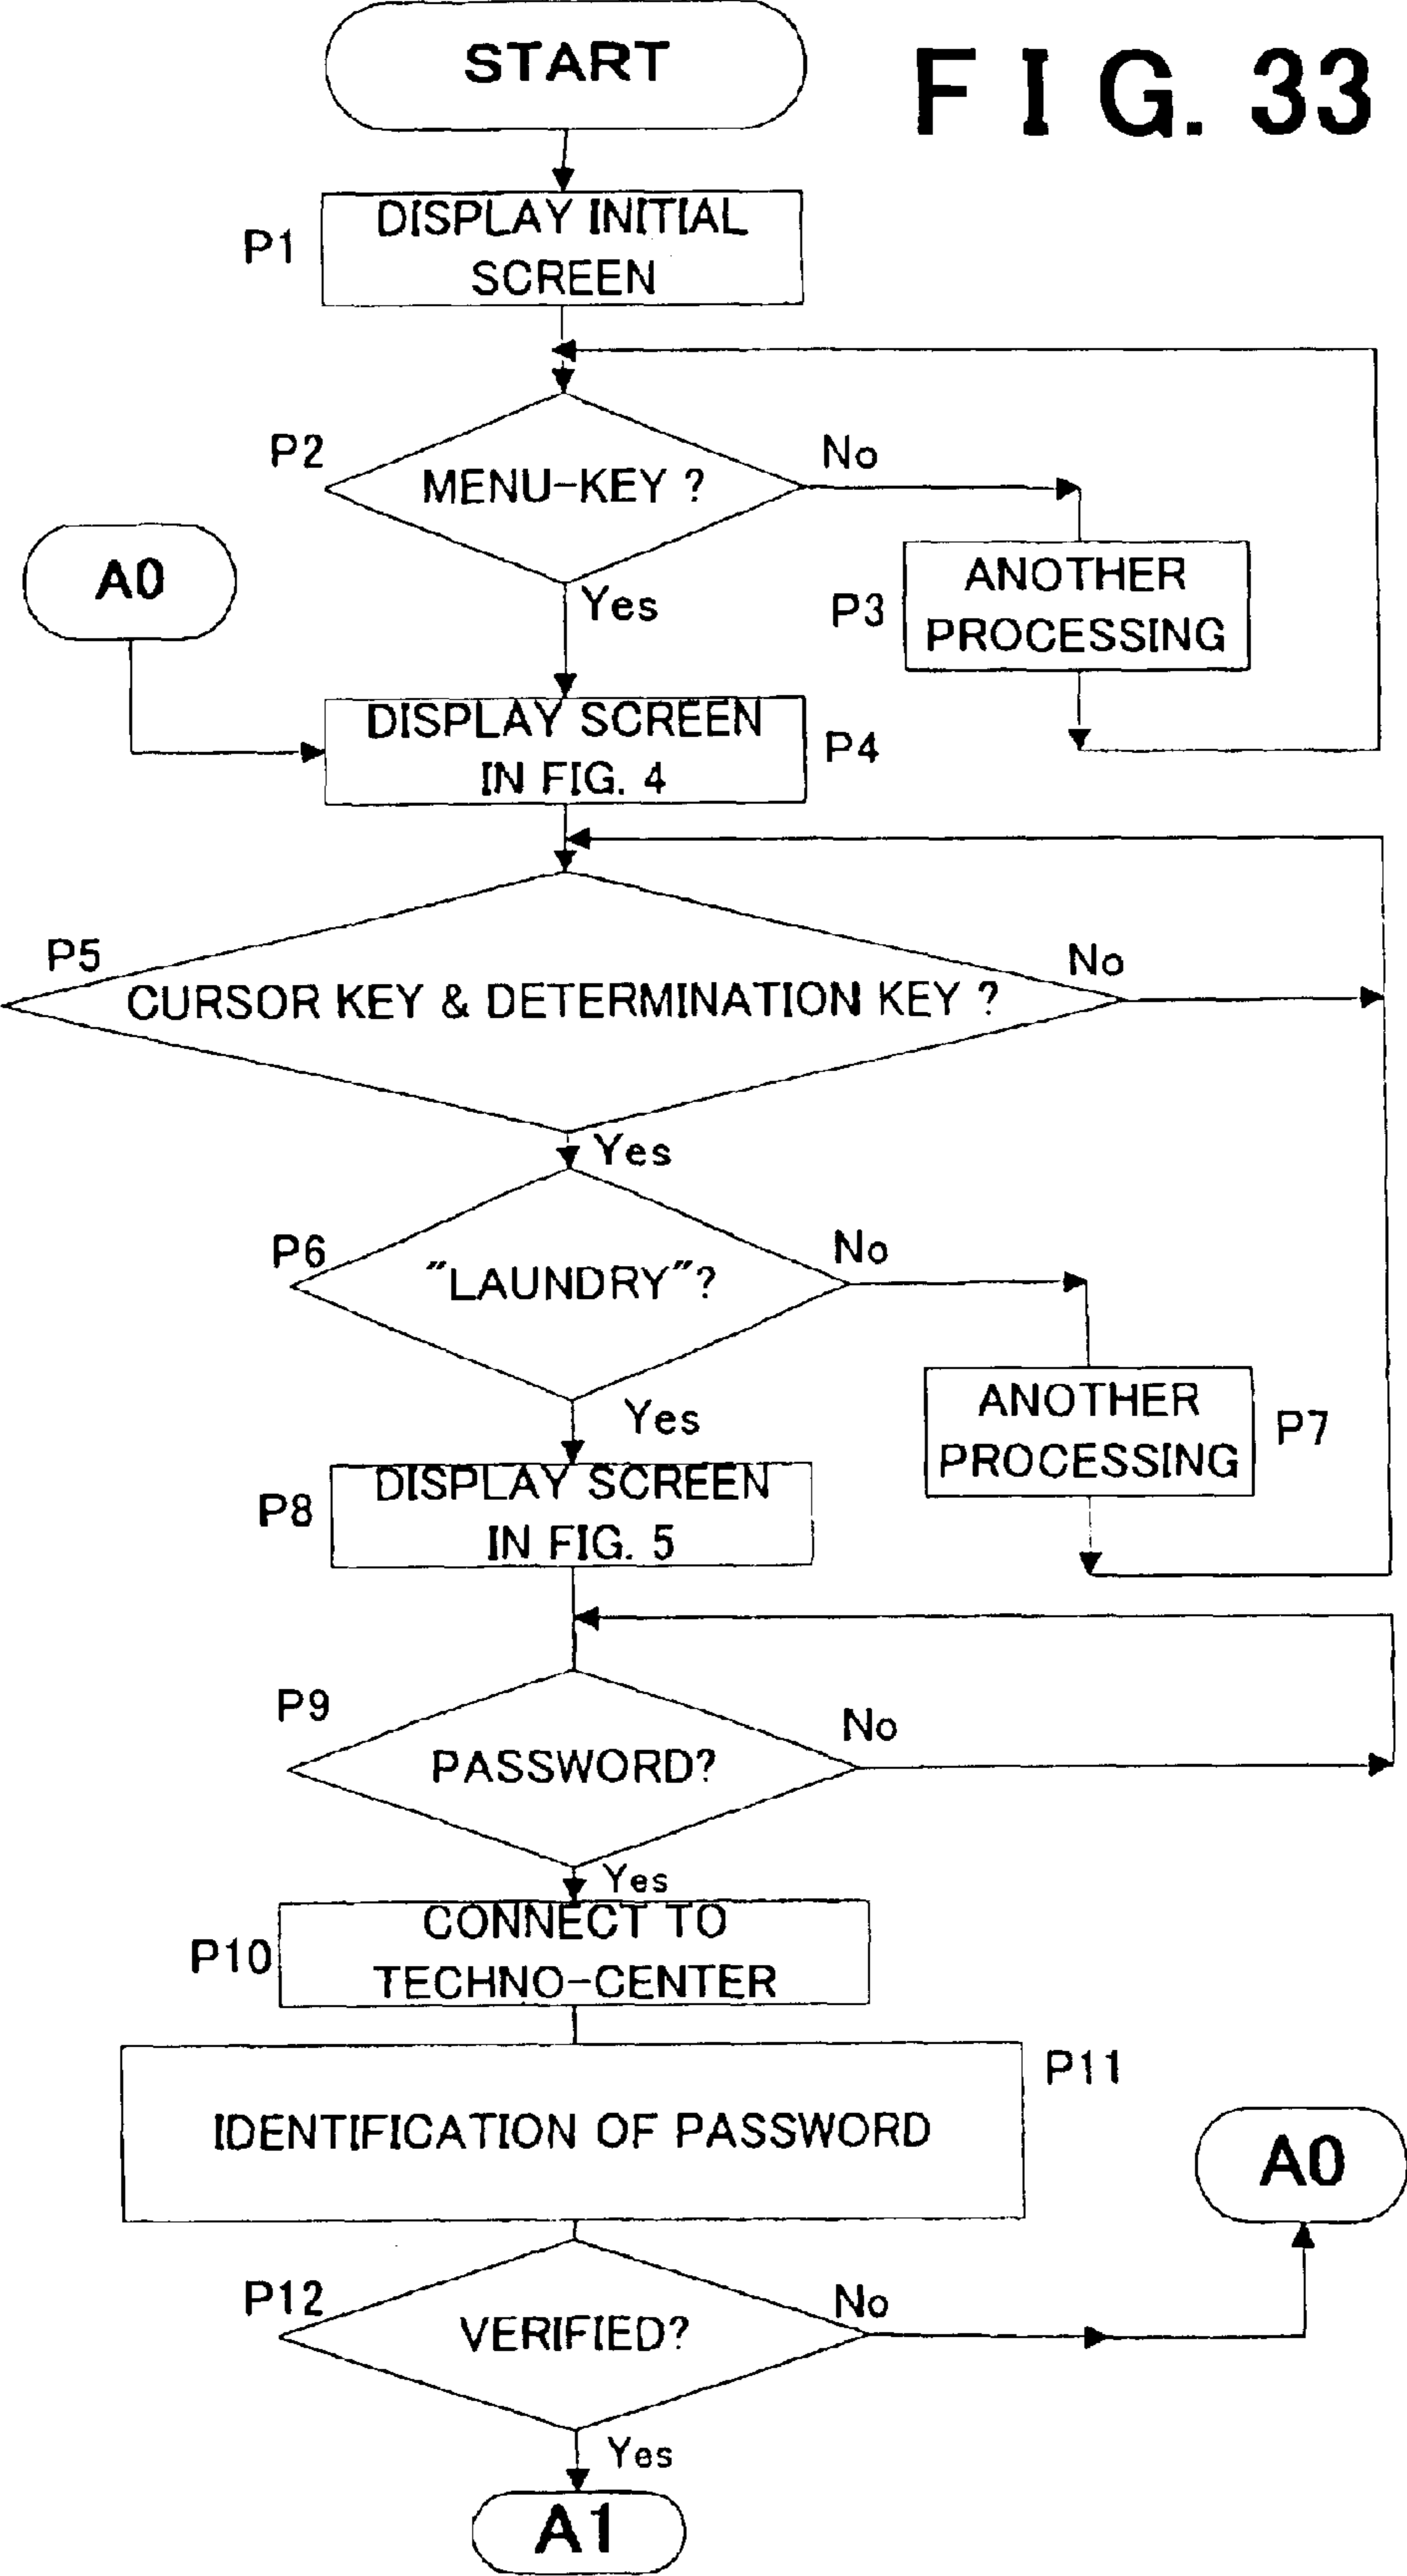 START
FIG. 33
P1
DISPLAY INITIAL
SCREEN
P2
MENU-KEY ?
No
Yes
A0
P3
ANOTHER
PROCESSING
DISPLAY SCREEN
IN FIG. 4
P4
P5
CURSOR KEY & DETERMINATION KEY ?
No
Yes
P6
"LAUNDRY"?
No
Yes
ANOTHER
PROCESSING
P7
P8
DISPLAY SCREEN
IN FIG. 5
P9
PASSWORD?
No
Yes
P10
CONNECT TO
TECHNO-CENTER
P11
IDENTIFICATION OF PASSWORD
A0
P12
VERIFIED?
No
Yes
A1